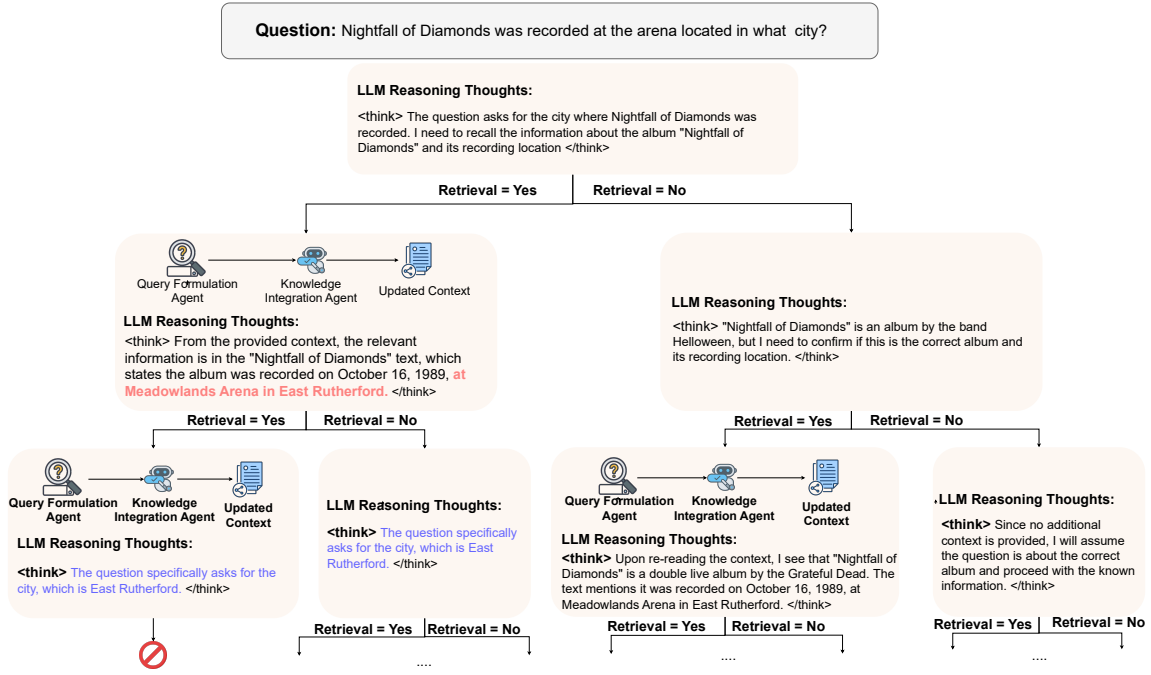 Question: Nightfall of Diamonds was recorded at the arena located in what city?
LLM Reasoning Thoughts:
<think> The question asks for the city where Nightfall of Diamonds was
recorded. I need to recall the information about the album "Nightfall of
Diamonds" and its recording location </think>
Retrieval = Yes
Retrieval = No
Query Formulation
Agent
Knowledge
Integration Agent
Updated Context
LLM Reasoning Thoughts:
<think> From the provided context, the relevant
information is in the "Nightfall of Diamonds" text, which
states the album was recorded on October 16, 1989, at
Meadowlands Arena in East Rutherford. </think>
LLM Reasoning Thoughts:
<think> "Nightfall of Diamonds" is an album by the band
Helloween, but I need to confirm if this is the correct album and
its recording location. </think>
Retrieval = Yes
Retrieval = No
Retrieval = Yes
Retrieval = No
Query Formulation
Agent
Knowledge
Integration Agent
Updated
Context
LLM Reasoning Thoughts:
<think> The question specifically asks for the
city, which is East Rutherford. </think>
LLM Reasoning Thoughts:
<think> The question specifically
asks for the city, which is East
Rutherford. </think>
Query Formulation
Agent
Knowledge
Integration Agent
Updated
Context
LLM Reasoning Thoughts:
<think> Upon re-reading the context, I see that "Nightfall of
Diamonds" is a double live album by the Grateful Dead. The
text mentions it was recorded on October 16, 1989, at
Meadowlands Arena in East Rutherford. </think>
LLM Reasoning Thoughts:
<think> Since no additional
context is provided, I will assume
the question is about the correct
album and proceed with the known
information. </think>
Retrieval = Yes
Retrieval = No
Retrieval = Yes
Retrieval = No
Retrieval = Yes
Retrieval = No
....
....
....